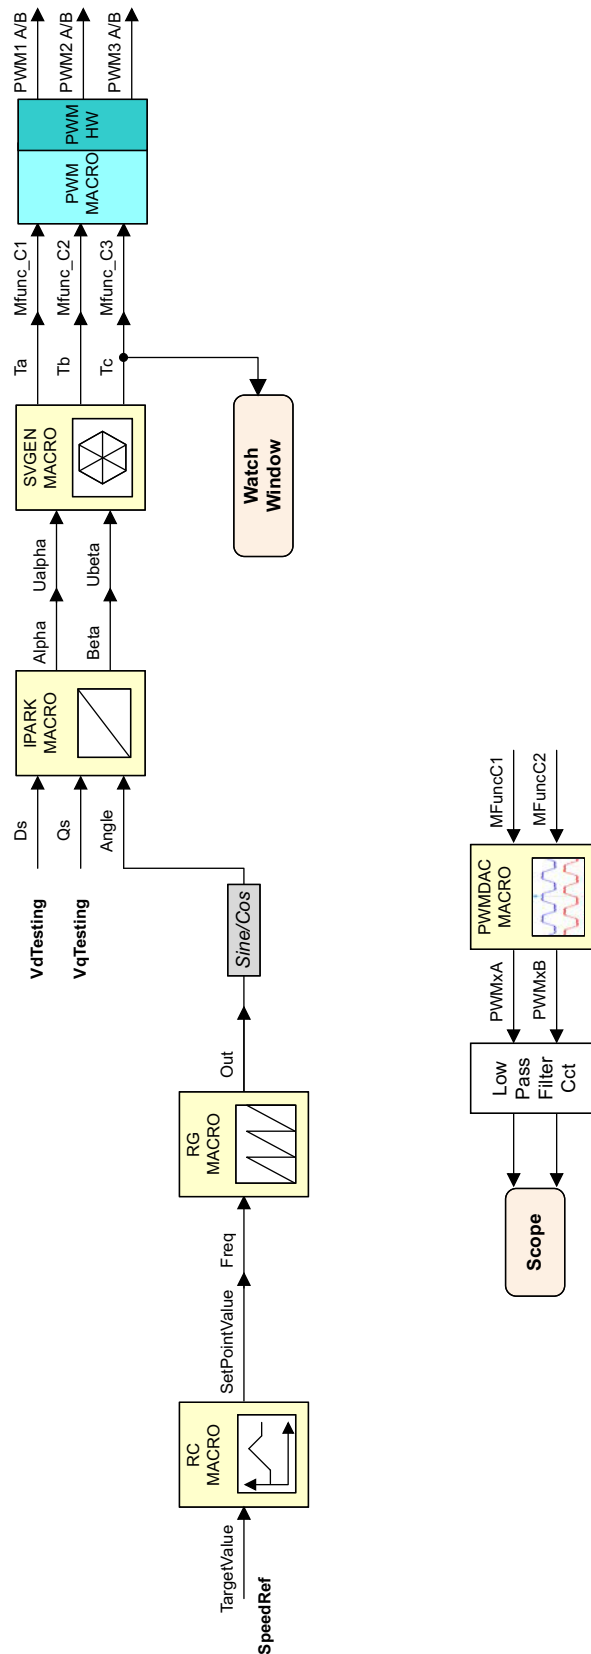 SpeedRef
TargetValue
RC
MACRO
SetPointValue
Freq
RG
MACRO
Out
Sine/Cos
VdTesting
VqTesting
Ds
Qs
Angle
IPARK
MACRO
Alpha
Beta
Ualpha
Ubeta
SVGEN
MACRO
Ta
Tb
Tc
Mfunc_C1
Mfunc_C2
Mfunc_C3
PWM
MACRO
PWM
HW
PWM1 A/B
PWM2 A/B
PWM3 A/B
Watch
Window
Scope
Low
Pass
Filter
Cct
PWMxA
PWMxB
PWMDAC
MACRO
MFuncC1
MFuncC2